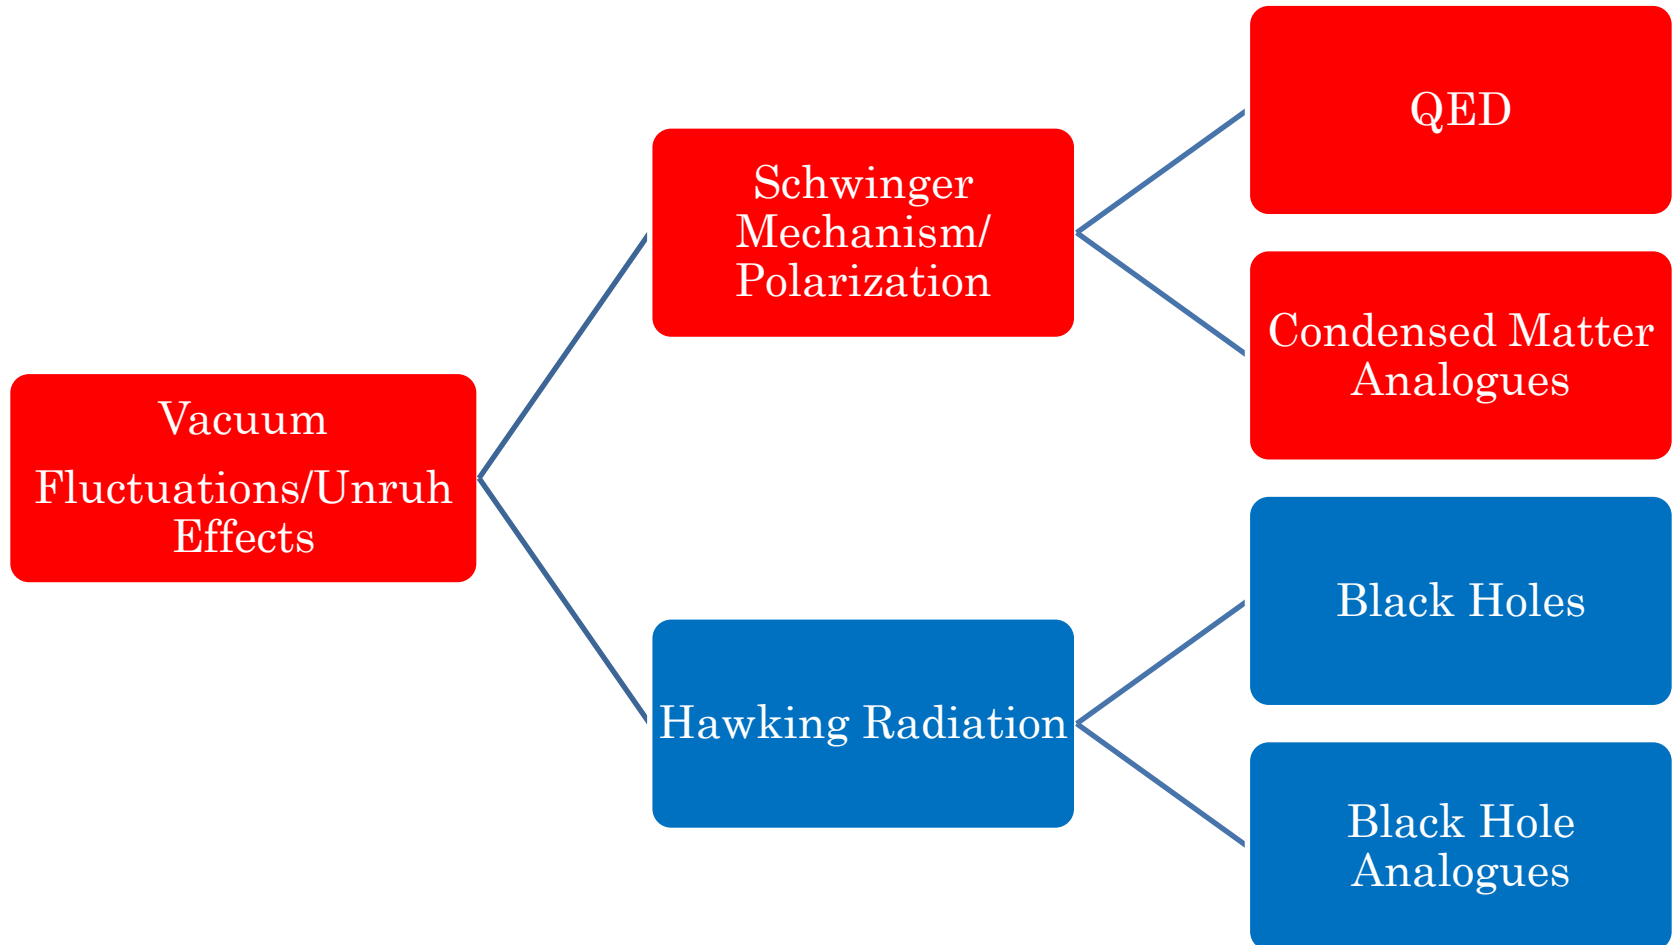 Vacuum
Fluctuations/Unruh
Effects
Schwinger
Mechanism/
Polarization
Hawking Radiation
QED
Condensed Matter
Analogues
Black Holes
Black Hole
Analogues